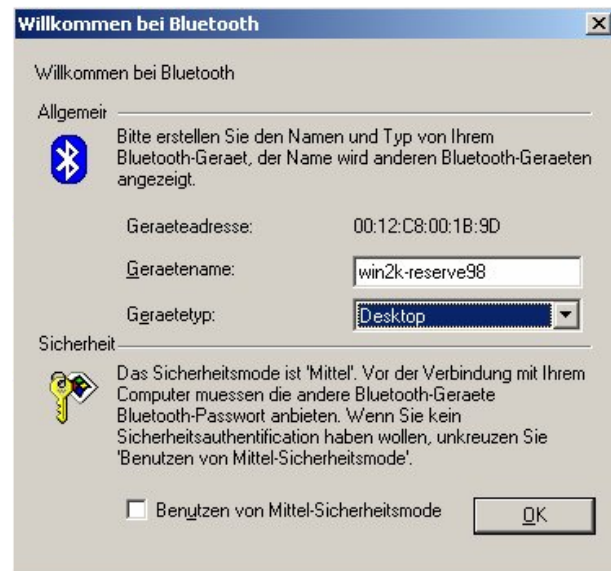 Willkommen bei Bluetooth
Willkommen bei Bluetooth
Allgemein
Bitte erstellen Sie den Namen und Typ von Ihrem
Bluetooth-Geraet, der Name wird anderen Bluetooth-Geraeten
angezeigt.
Geraeteadresse: 00:12:C8:00:1B:9D
Geraetename: win2k-reserve98
Geraetetyp: Desktop
Sicherheit
Das Sicherheitsmode ist 'Mittel'. Vor der Verbindung mit Ihrem
Computer muessen die andere Bluetooth-Geraete
Bluetooth-Passwort anbieten. Wenn Sie kein
Sicherheitsauthentification haben wollen, unkreuzen Sie
'Benutzen von Mittel-Sicherheitsmode'.
Benutzen von Mittel-Sicherheitsmode OK